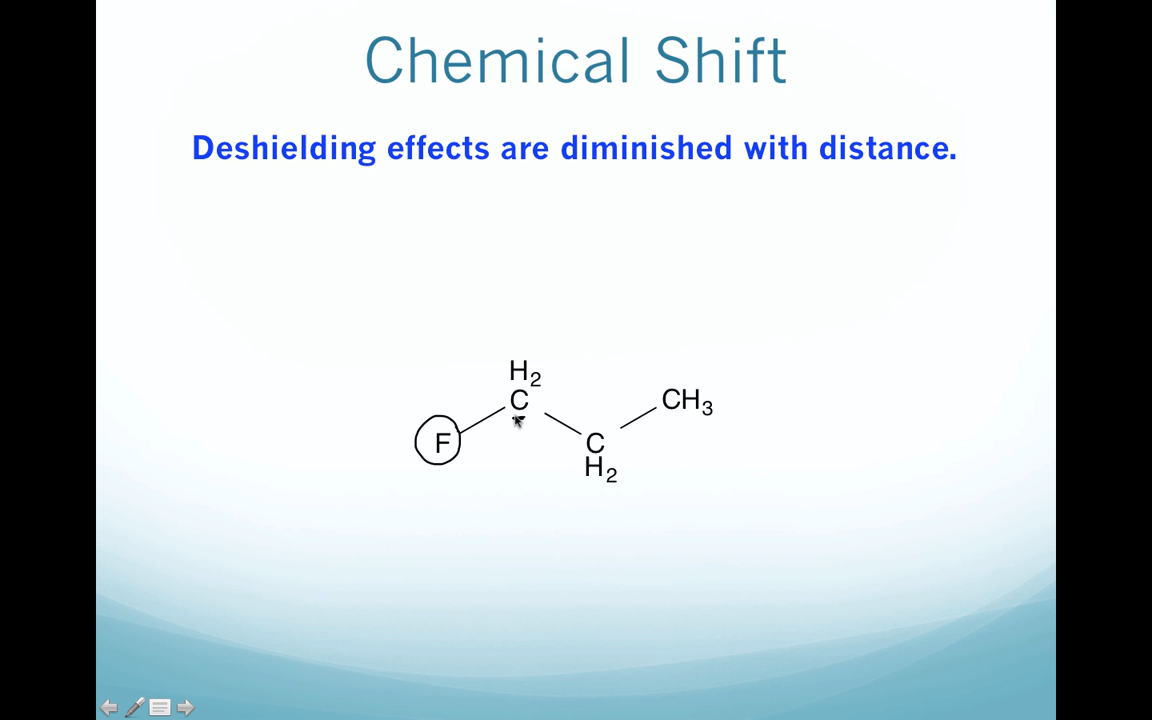 Chemical Shift
Deshielding effects are diminished with distance.
H₂
C
CH₃
F
C
H₂